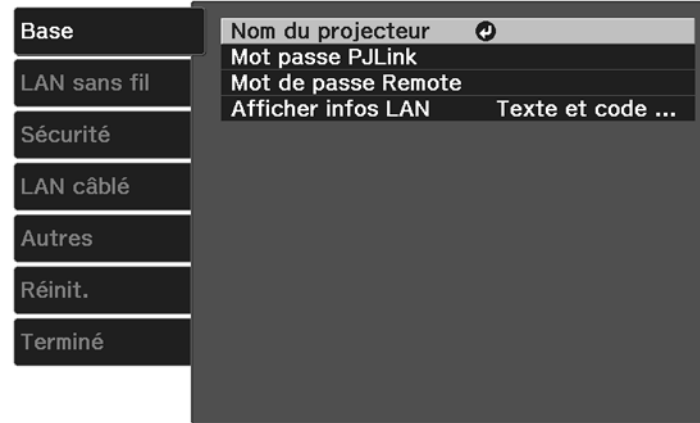 Base
LAN sans fil
Sécurité
LAN câblé
Autres
Réinit.
Terminé
Nom du projecteur
Mot passe PJLink
Mot de passe Remote
Afficher infos LAN Texte et code ...